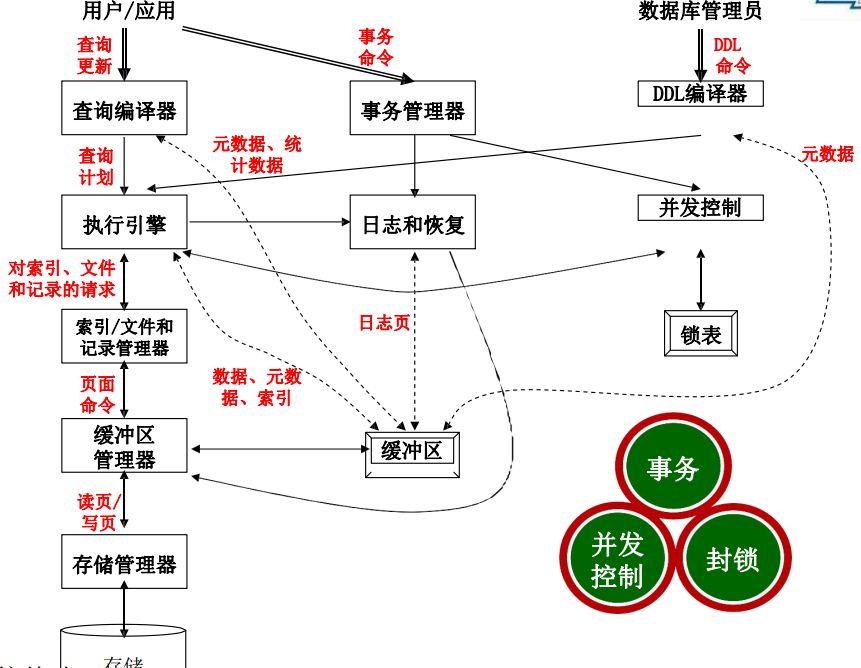 用户/应用
数据库管理员
查询
更新
事务
命令
DDL
命令
查询编译器
事务管理器
DDL编译器
查询
计划
元数据、统
计数据
元数据
执行引擎
日志和恢复
并发控制
对索引、文件
和记录的请求
日志页
锁表
索引/文件和
记录管理器
页面
命令
数据、元数
据、索引
缓冲区
管理器
缓冲区
事务
读页/
写页
并发
控制
封锁
存储管理器
存储